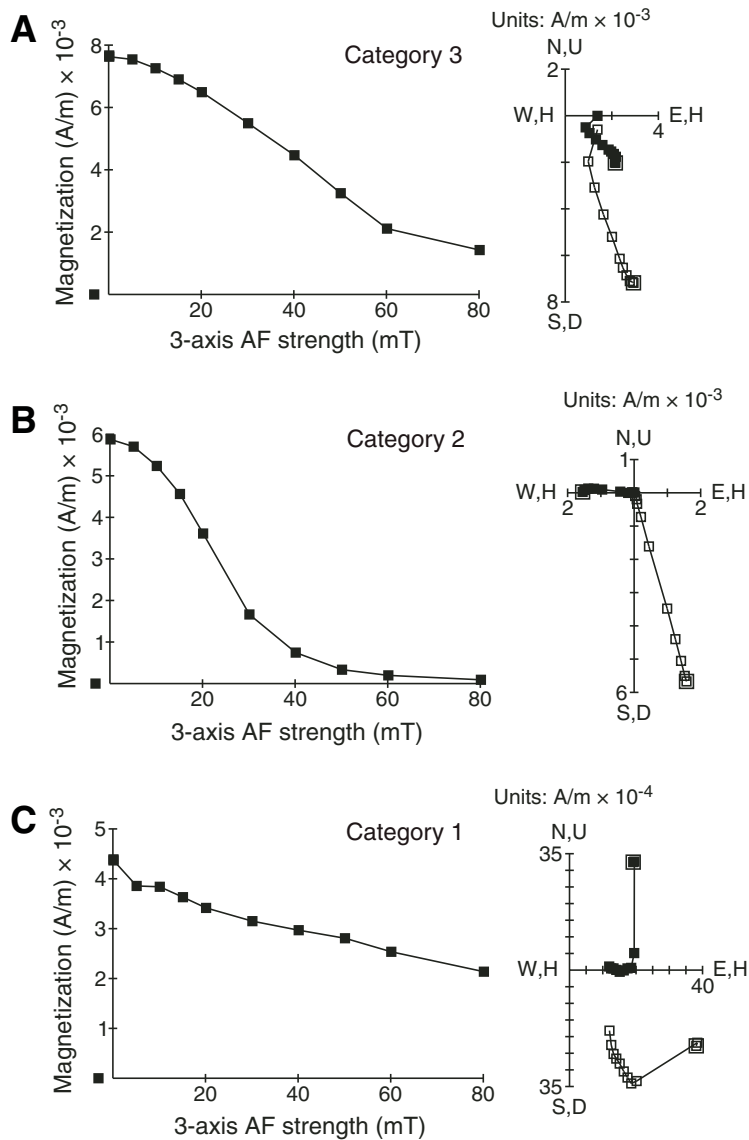 A
Units: A/m × 10-3
Magnetization (A/m) × 10-3
8
6
4
2
Category 3
20
40
60
80
3-axis AF strength (mT)
N,U
2
W,H
E,H
4
8
S,D
B
Units: A/m × 10-3
Magnetization (A/m) × 10-3
6
5
4
3
2
1
Category 2
20
40
60
80
3-axis AF strength (mT)
N,U
1
W,H
E,H
2
2
6
S,D
C
Units: A/m × 10-4
Magnetization (A/m) × 10-3
5
4
3
2
1
Category 1
20
40
60
80
3-axis AF strength (mT)
N,U
35
W,H
E,H
40
35
S,D